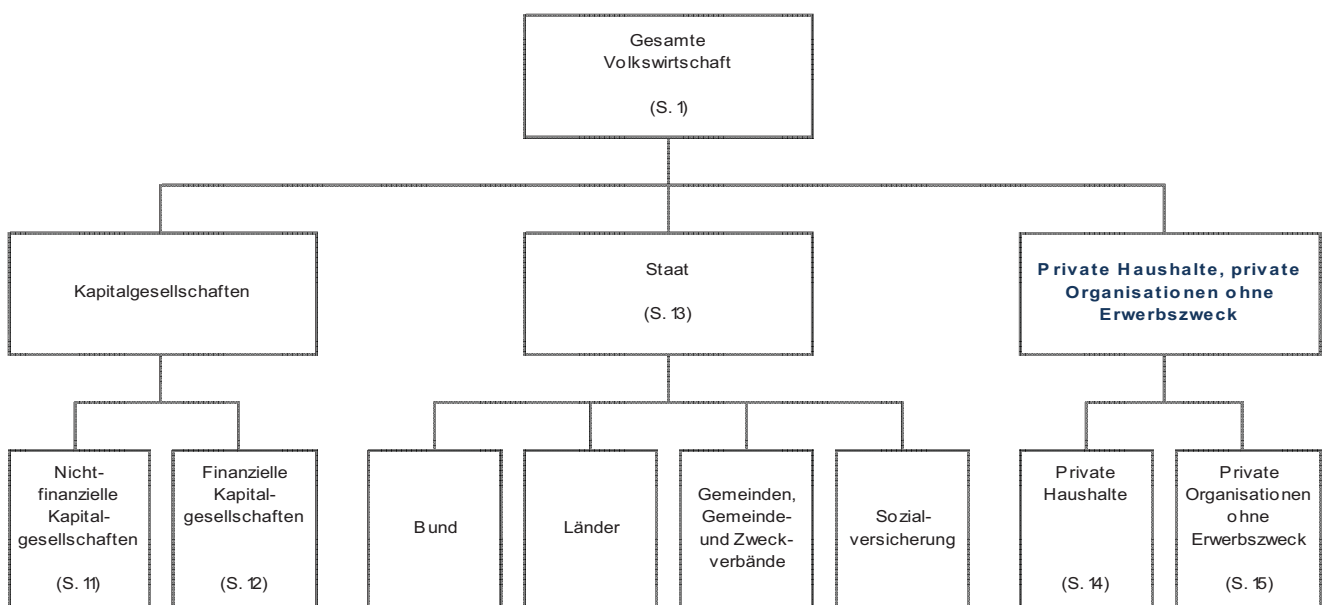 Gesamte
Volkswirtschaft
(S. 1)
Kapitalgesellschaften
Staat
(S. 13)
Private Haushalte, private
Organisationen ohne
Erwerbszweck
Nicht-
finanzielle
Kapital-
gesellschaften
(S. 11)
Finanzielle
Kapital-
gesellschaften
(S. 12)
Bund
Länder
Gemeinden,
Gemeinde-
und Zweck-
verbände
Sozial-
versicherung
Private
Haushalte
(S. 14)
Private
Organisationen
ohne
Erwerbszweck
(S. 15)